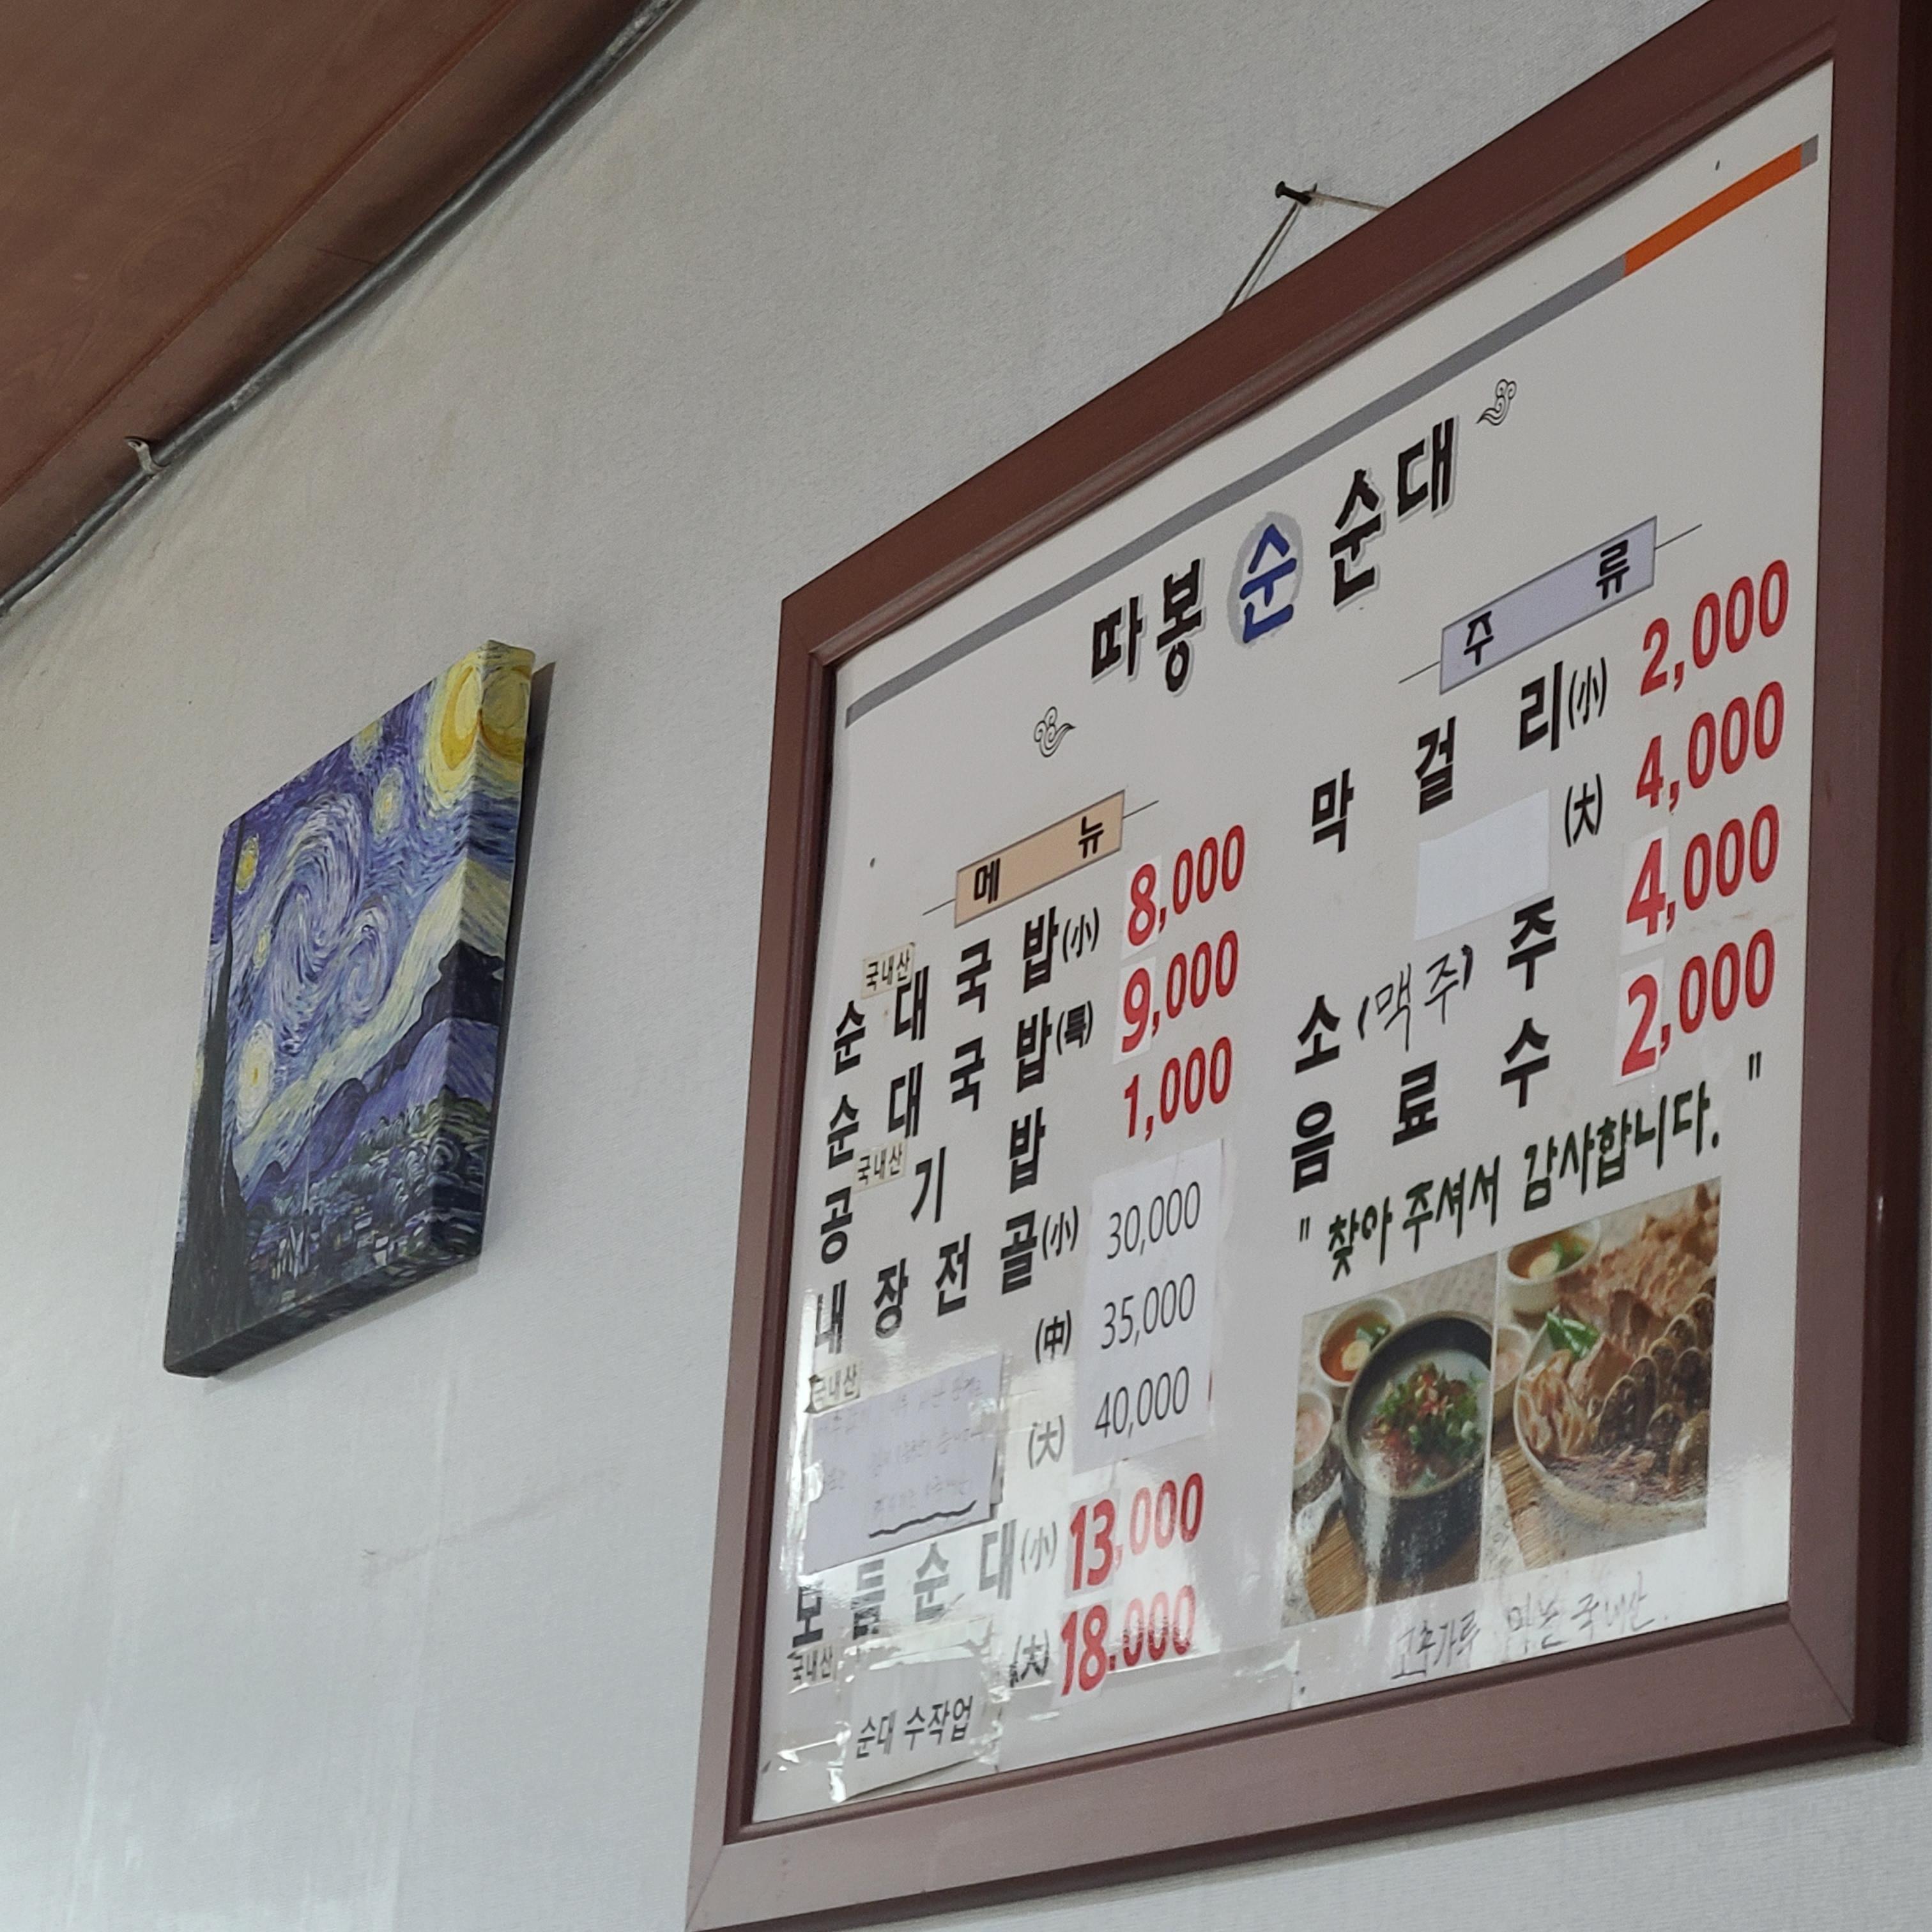 따봉순순대
메뉴
국내산
순대국밥(小) 8,000
순대국밥(특) 9,000
국내산
공기밥 1,000
내장전골(小) 30,000
(中) 35,000
국내산
(大) 40,000
모듬순대(小) 13,000
국내산
(大) 18,000
순대 수작업
주류
막걸리(小) 2,000
(大) 4,000
소(맥주)주 4,000
음료수 2,000
"찾아 주셔서 감사합니다."
고추가루 국내산